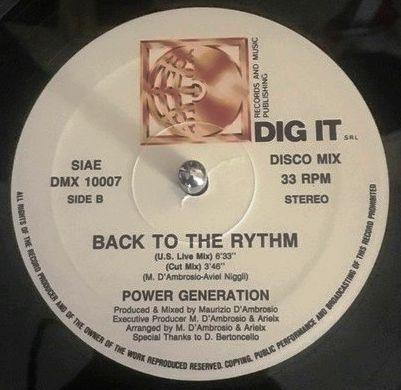 RECORDS AND MUSIC
PUBLISHING
DIG IT S.R.L.
SIAE
DMX 10007
SIDE B
DISCO MIX
33 RPM
STEREO
BACK TO THE RYTHM
(U.S. Live Mix) 6'33"
(Cut Mix) 3'46"
(M. D'Ambrosio-Aviel Niggli)
POWER GENERATION
Produced & Mixed by Maurizio D'Ambrosio
Executive Producer M. D'Ambrosio & Arielx
Arranged by M. D'Ambrosio & Arielx
Special Thanks to D. Bertoncello
ALL RIGHTS OF THE RECORD PRODUCER AND OF THE OWNER OF THE WORK REPRODUCED RESERVED. COPYING, PUBLIC PERFORMANCE AND BROADCASTING OF THIS RECORD PROHIBITED